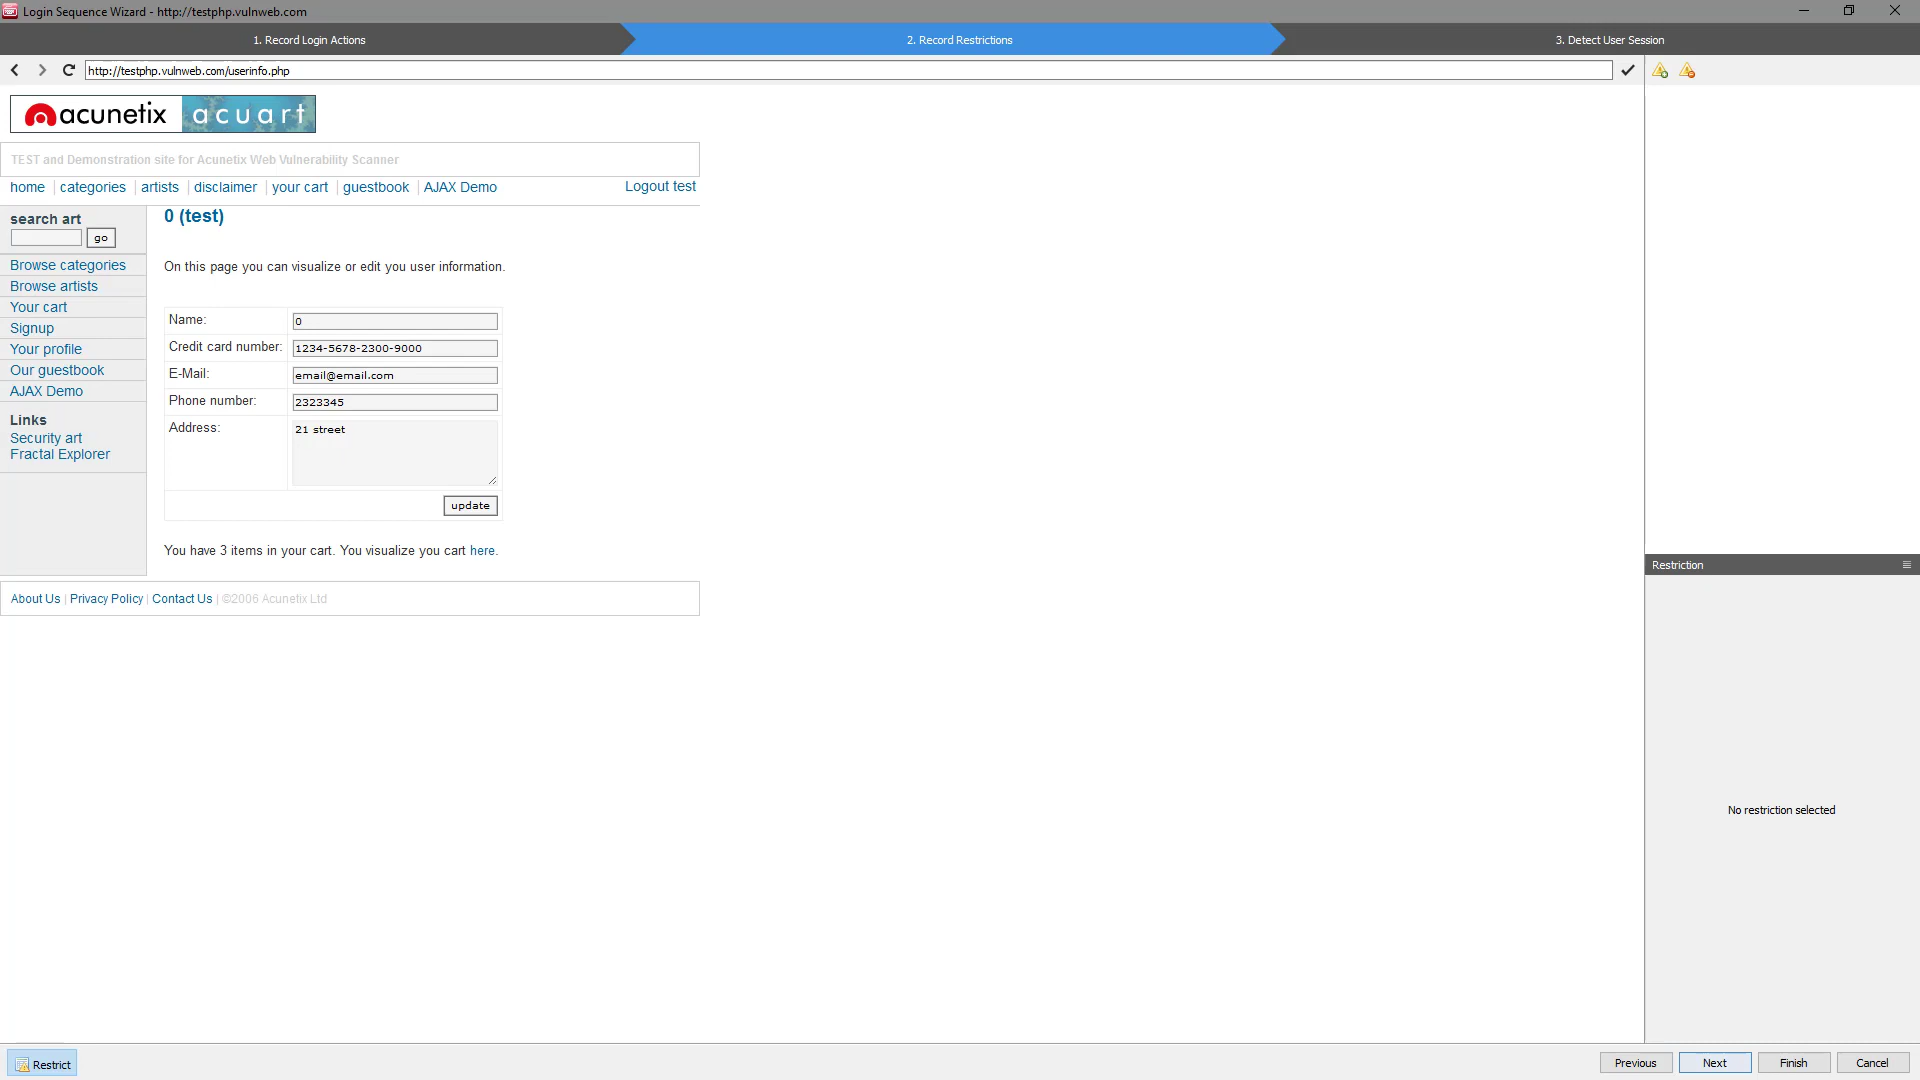 Login Sequence Wizard - http://testphp.vulnweb.com
1. Record Login Actions
2. Record Restrictions
3. Detect User Session
http://testphp.vulnweb.com/userinfo.php
acunetix acuart
TEST and Demonstration site for Acunetix Web Vulnerability Scanner
home | categories | artists | disclaimer | your cart | guestbook | AJAX Demo
Logout test
search art
go
Browse categories
Browse artists
Your cart
Signup
Your profile
Our guestbook
AJAX Demo
Links
Security art
Fractal Explorer
0 (test)
On this page you can visualize or edit you user information.
Name: 0
Credit card number: 1234-5678-2300-9000
E-Mail: email@email.com
Phone number: 2323345
Address: 21 street
update
You have 3 items in your cart. You visualize you cart here.
About Us | Privacy Policy | Contact Us | ©2006 Acunetix Ltd
Restriction
No restriction selected
Restrict
Previous
Next
Finish
Cancel